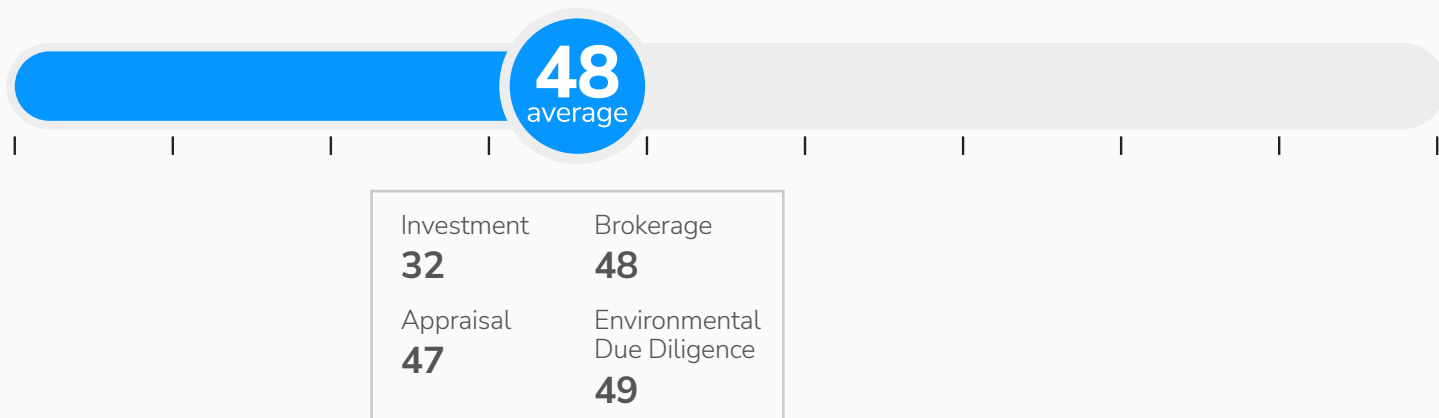 48
average
Investment
32
Brokerage
48
Appraisal
47
Environmental
Due Diligence
49